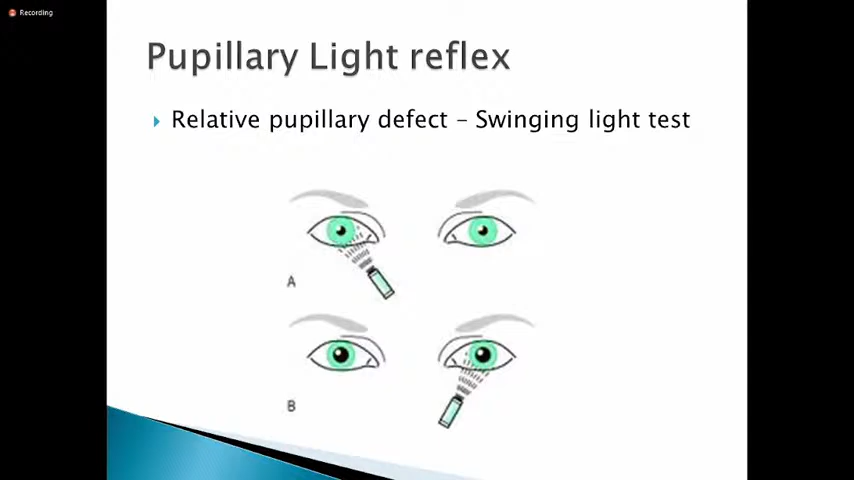 Recording
Pupillary Light reflex
Relative pupillary defect – Swinging light test
A
B